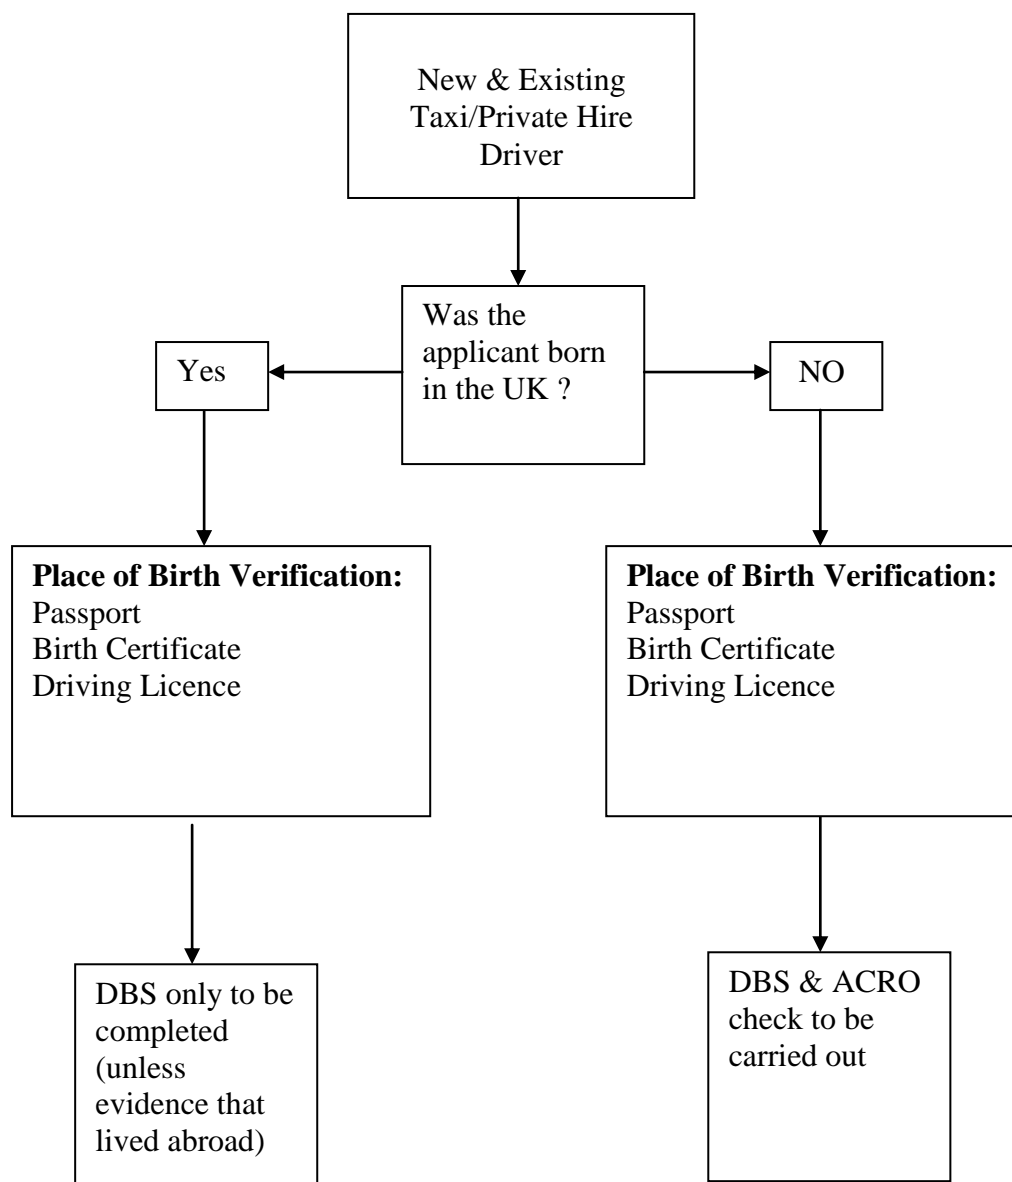 New & Existing
Taxi/Private Hire
Driver
Was the
applicant born
in the UK ?
Yes
NO
Place of Birth Verification:
Passport
Birth Certificate
Driving Licence
Place of Birth Verification:
Passport
Birth Certificate
Driving Licence
DBS only to be
completed
(unless
evidence that
lived abroad)
DBS & ACRO
check to be
carried out